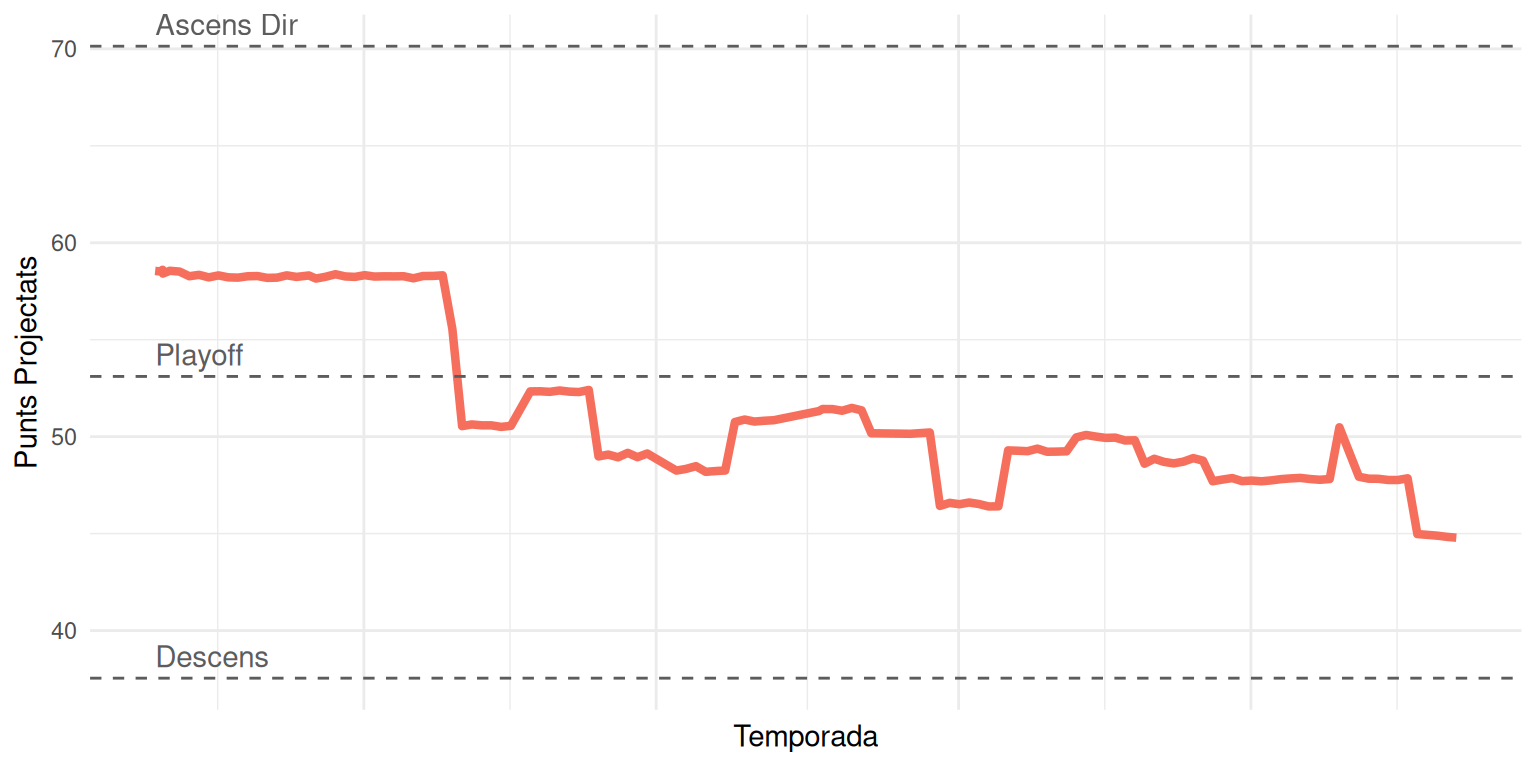 Ascens Dir
70
60
Playoff
50
40
Descens
Punts Projectats
Temporada